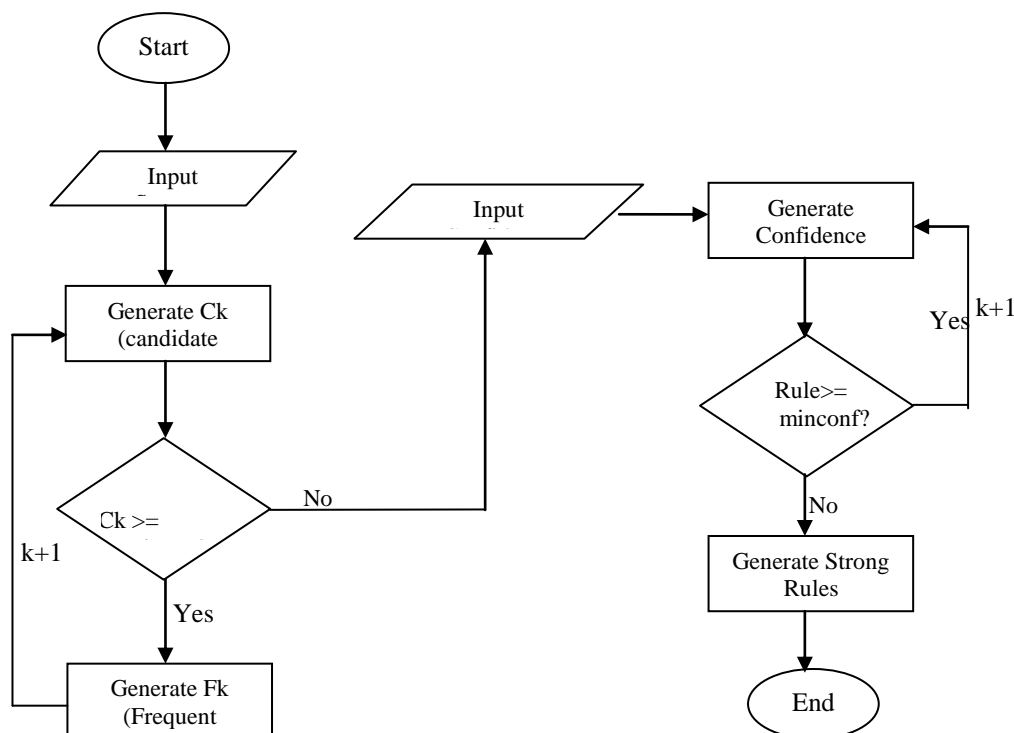 Start
Input
Generate Ck
(candidate
Ck >=
No
k+1
Yes
Generate Fk
(Frequent
Input
Generate
Confidence
Yes
k+1
Rule>=
minconf?
No
Generate Strong
Rules
End